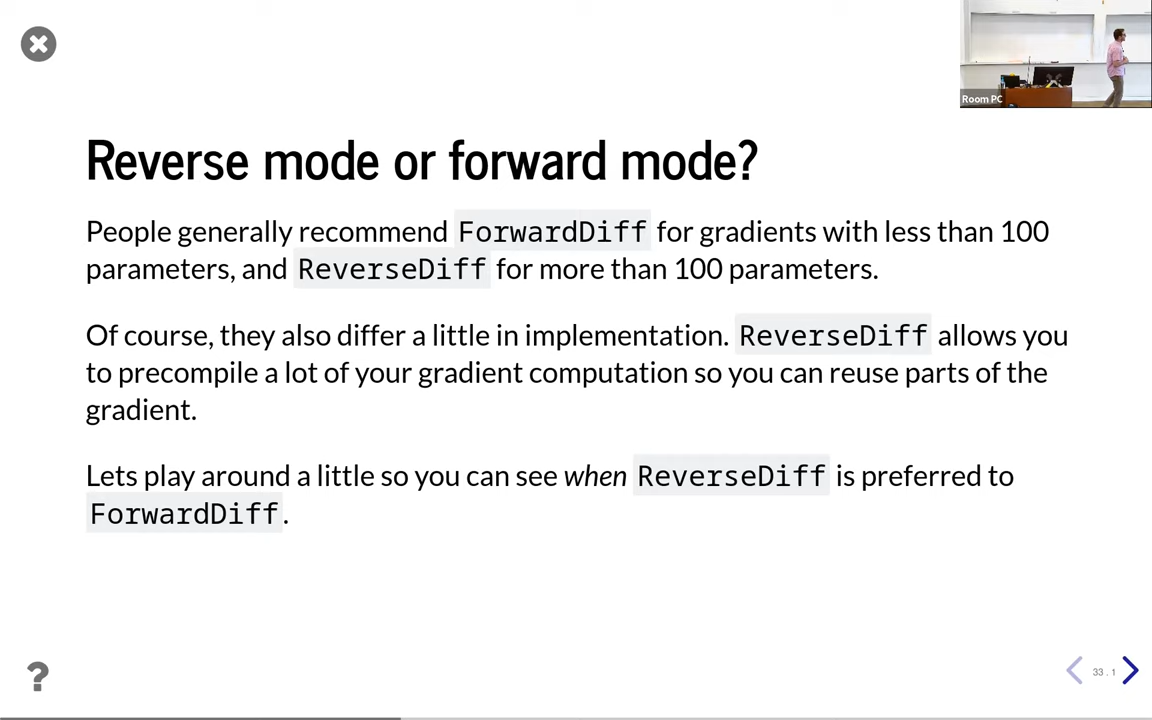 Room PC
Reverse mode or forward mode?
People generally recommend ForwardDiff for gradients with less than 100
parameters, and ReverseDiff for more than 100 parameters.
Of course, they also differ a little in implementation. ReverseDiff allows you
to precompile a lot of your gradient computation so you can reuse parts of the
gradient.
Lets play around a little so you can see when ReverseDiff is preferred to
ForwardDiff.
?
33 . 1